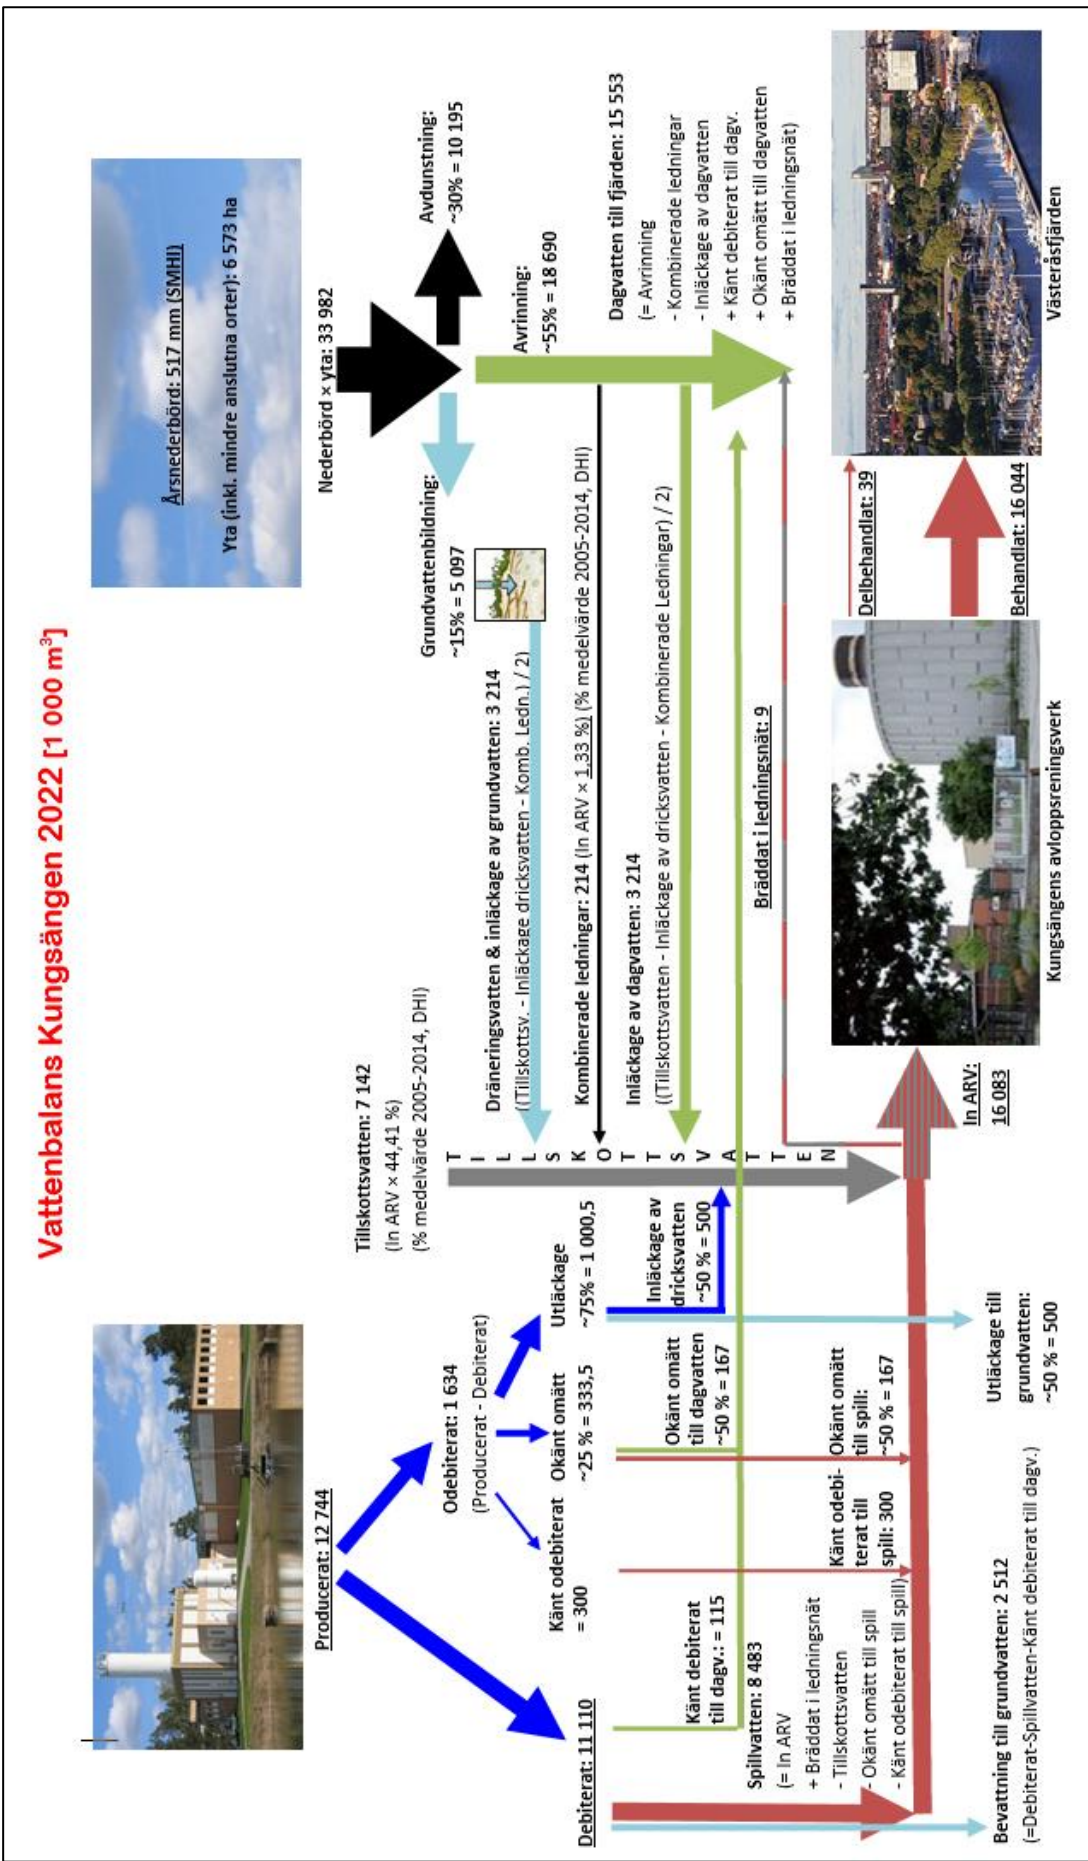 Vattenbalans Kungsängen 2022 [1 000 m³]
Årsnederbörd: 517 mm (SMHI)
Yta (inkl. mindre anslutna orter): 6 573 ha
Nederbörd × yta: 33 982
Avdunstning:
~30% = 10 195
Grundvattenbildning:
~15% = 5 097
Avrinning:
~55% = 18 690
Dagvatten till fjärden: 15 553
(= Avrinning
- Kombinerade ledningar
- Inläckage av dagvatten
+ Känt debiterat till dagv.
+ Okänt omätt till dagvatten
+ Bräddat i ledningsnät)
Tillskottsvatten: 7 142
(In ARV × 44,41 %)
(% medelvärde 2005-2014, DHI)
Dräneringsvatten & inläckage av grundvatten: 3 214
((Tillskottsv. - Inläckage dricksvatten - Komb. Ledn.) / 2)
Kombinerade ledningar: 214 (In ARV × 1,33 %) (% medelvärde 2005-2014, DHI)
Inläckage av dagvatten: 3 214
((Tillskottsvatten - Inläckage av dricksvatten - Kombinerade Ledningar) / 2)
TILLSKOTTSVATTEN
Bräddat i ledningsnät: 9
Producerat: 12 744
Odebiterat: 1 634
(Producerat - Debiterat)
Känt odebiterat
= 300
Okänt omätt
~25 % = 333,5
Utläckage
~75% = 1 000,5
Debiterat: 11 110
Känt debiterat
till dagv.: = 115
Okänt omätt
till dagvatten
~50 % = 167
Inläckage av
dricksvatten
~50 % = 500
Spillvatten: 8 483
(= In ARV
+ Bräddat i ledningsnät
- Tillskottsvatten
- Okänt omätt till spill
- Känt odebiterat till spill)
Känt odebi-
terat till
spill: 300
Okänt omätt
till spill:
~50 % = 167
Utläckage till
grundvatten:
~50 % = 500
Bevattning till grundvatten: 2 512
(=Debiterat-Spillvatten-Känt debiterat till dagv.)
In ARV:
16 083
Kungsängens avloppsreningsverk
Delbehandlat: 39
Behandlat: 16 044
Västeråsfjärden